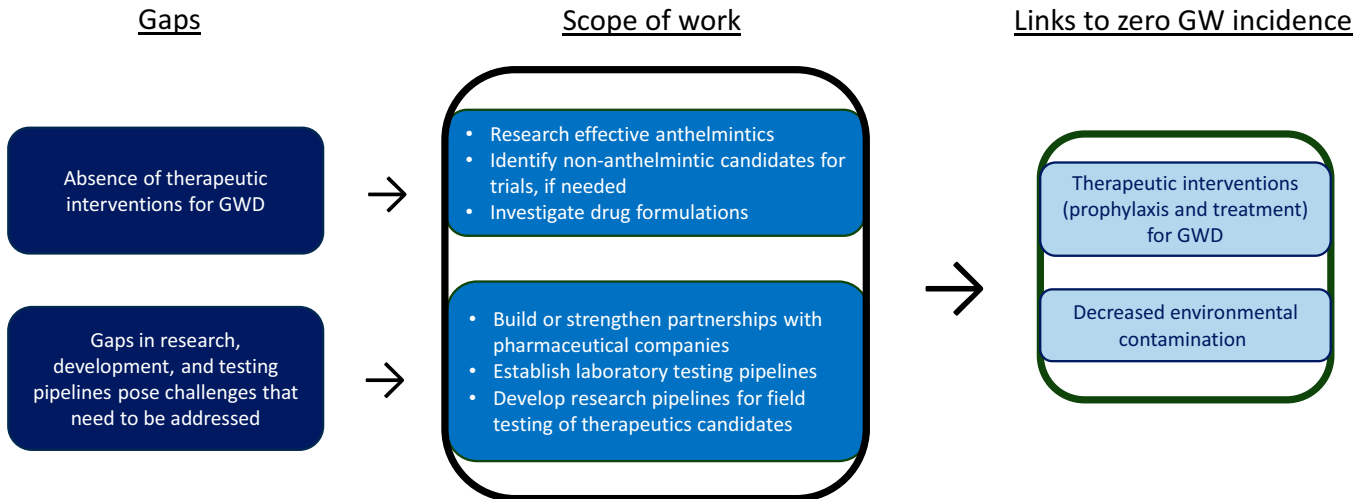 Gaps
Scope of work
Links to zero GW incidence
Absence of therapeutic
interventions for GWD
• Research effective anthelmintics
• Identify non-anthelmintic candidates for
trials, if needed
• Investigate drug formulations
Gaps in research,
development, and testing
pipelines pose challenges that
need to be addressed
• Build or strengthen partnerships with
pharmaceutical companies
• Establish laboratory testing pipelines
• Develop research pipelines for field
testing of therapeutics candidates
Therapeutic interventions
(prophylaxis and treatment)
for GWD
Decreased environmental
contamination